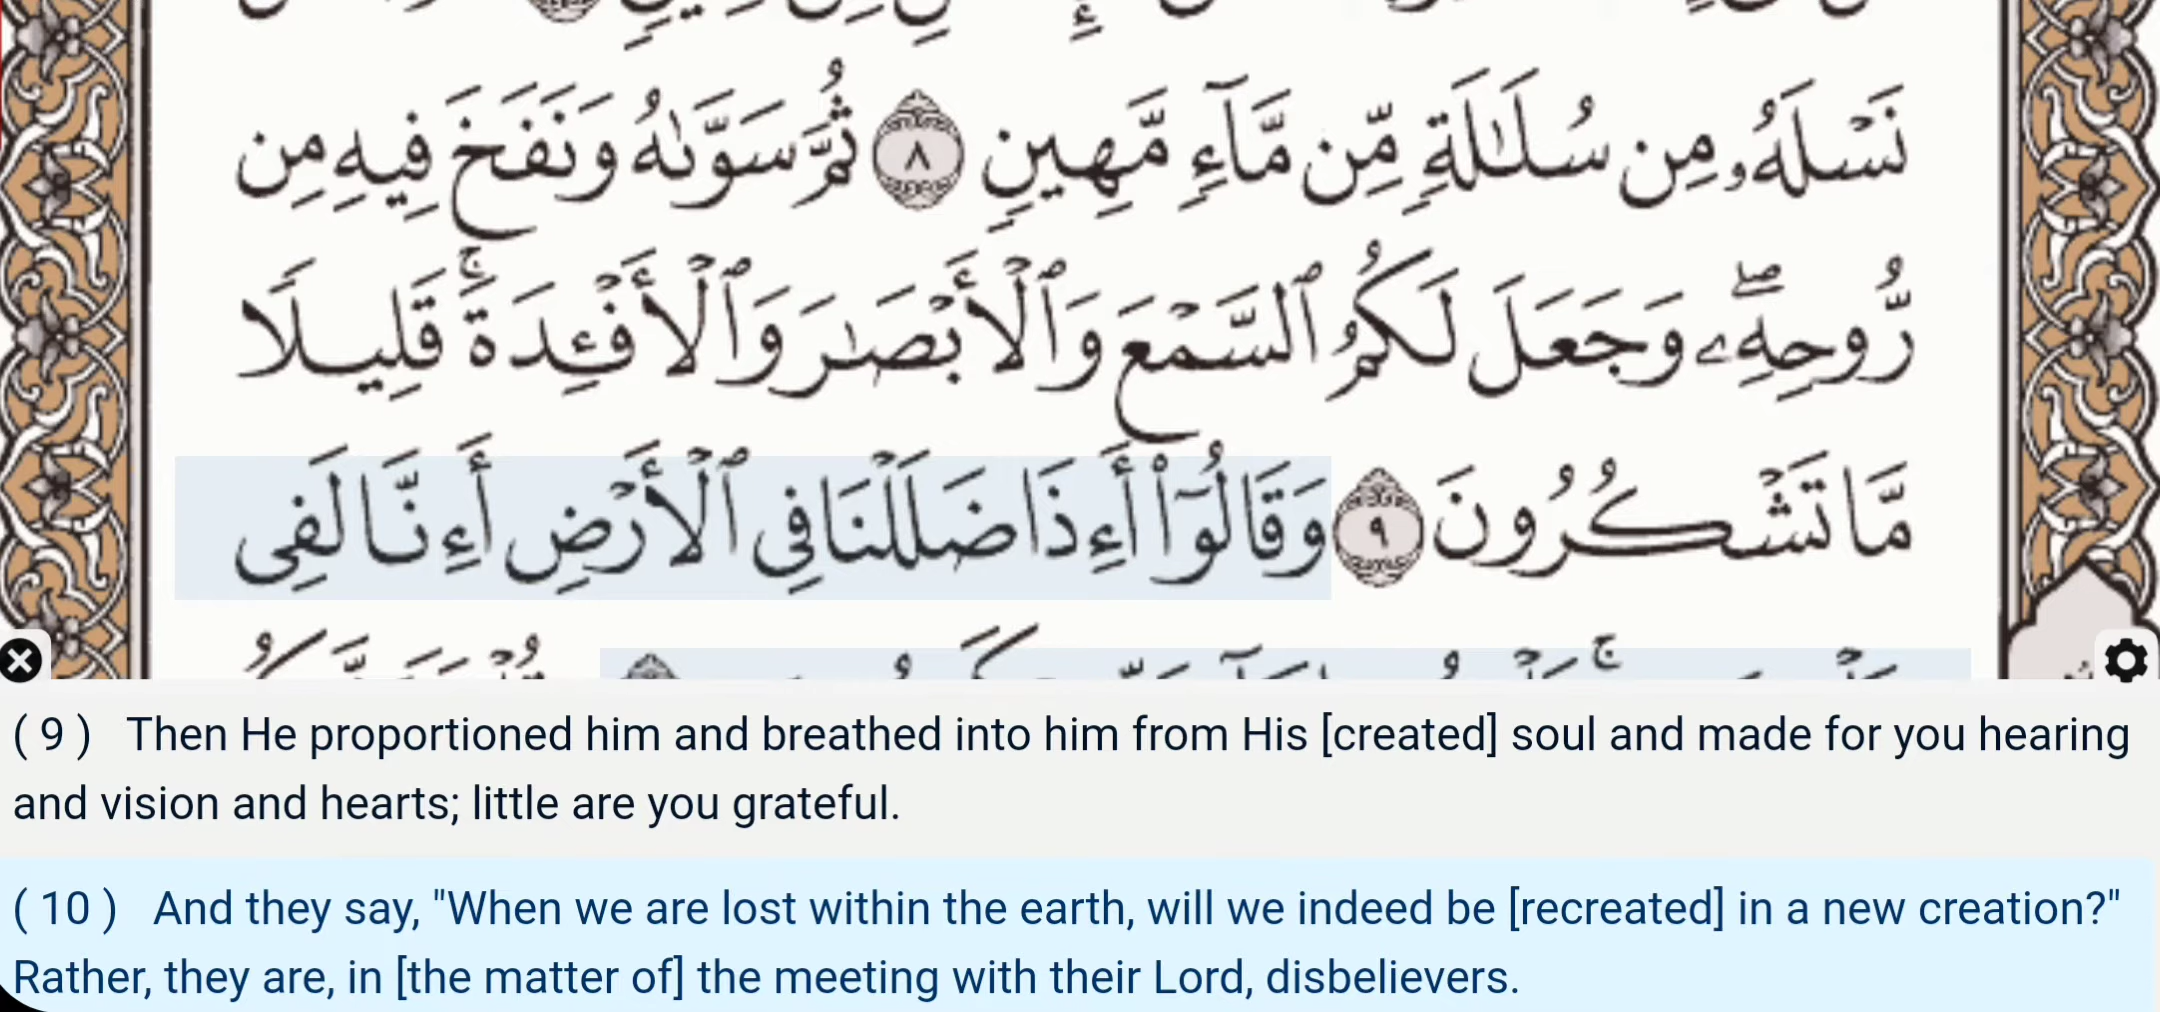 نَسْلَهُۥ مِن سُلَٰلَةٍ مِّن مَّآءٍ مَّهِينٍ ٨ ثُمَّ سَوَّىٰهُ وَنَفَخَ فِيهِ مِن
رُّوحِهِۦۖ وَجَعَلَ لَكُمُ ٱلسَّمْعَ وَٱلْأَبْصَٰرَ وَٱلْأَفْـِٔدَةَۚ قَلِيلًا
مَّا تَشْكُرُونَ ٩ وَقَالُوٓا۟ أَءِذَا ضَلَلْنَا فِى ٱلْأَرْضِ أَءِنَّا لَفِى
( 9 ) Then He proportioned him and breathed into him from His [created] soul and made for you hearing
and vision and hearts; little are you grateful.
( 10 ) And they say, "When we are lost within the earth, will we indeed be [recreated] in a new creation?"
Rather, they are, in [the matter of] the meeting with their Lord, disbelievers.